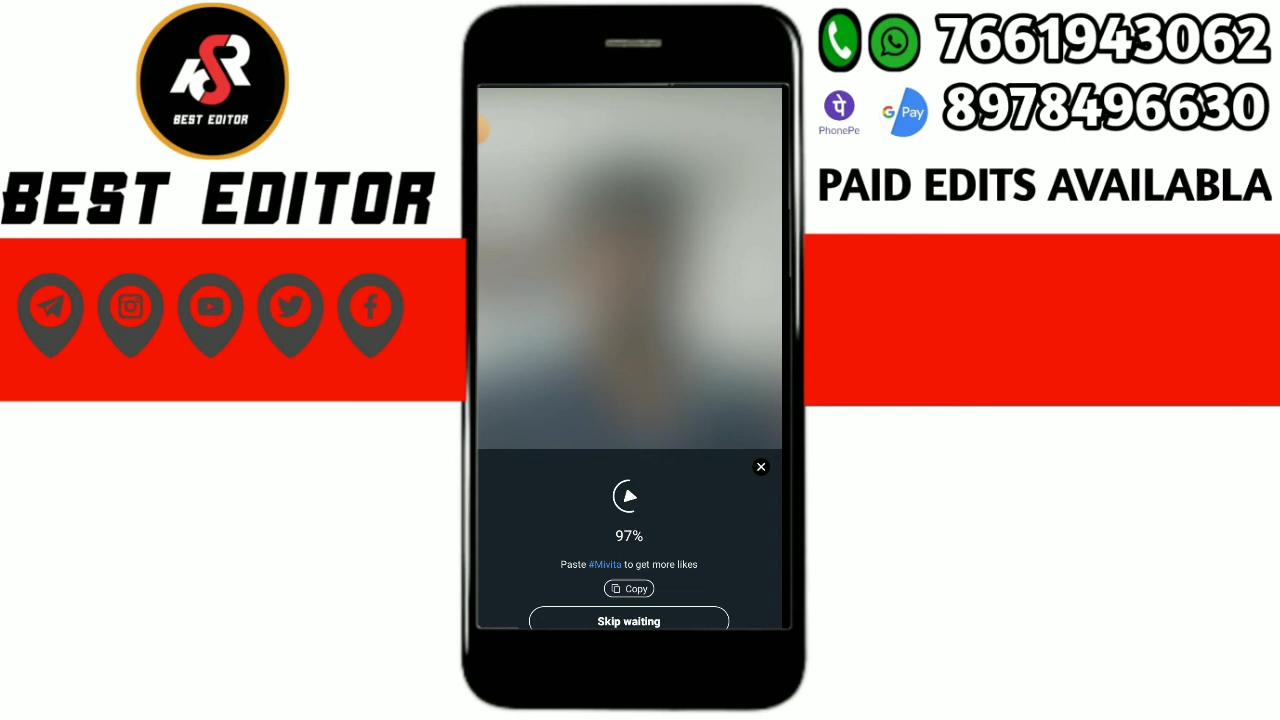 KSR
BEST EDITOR
BEST EDITOR
7661943062
पे
PhonePe
G Pay
8978496630
PAID EDITS AVAILABLA
97%
Paste #Mivita to get more likes
Copy
Skip waiting